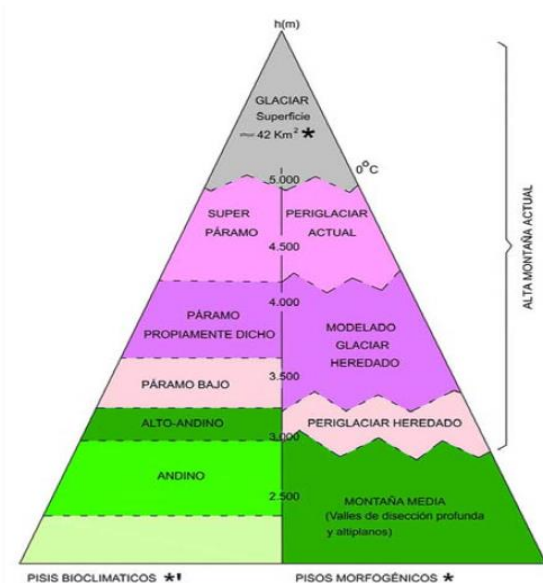 h(m)
GLACIAR
Superficie
42 Km² *
0°C
5.000
SUPER
PÁRAMO
PERIGLACIAR
ACTUAL
4.500
4.000
PÁRAMO
PROPIAMENTE DICHO
MODELADO
GLACIAR
HEREDADO
3.500
PÁRAMO BAJO
ALTO-ANDINO
PERIGLACIAR HEREDADO
3.000
ANDINO
2.500
MONTAÑA MEDIA
(Valles de disección profunda
y altiplanos)
ALTA MONTAÑA ACTUAL
PISIS BIOCLIMATICOS *'
PISOS MORFOGÉNICOS *